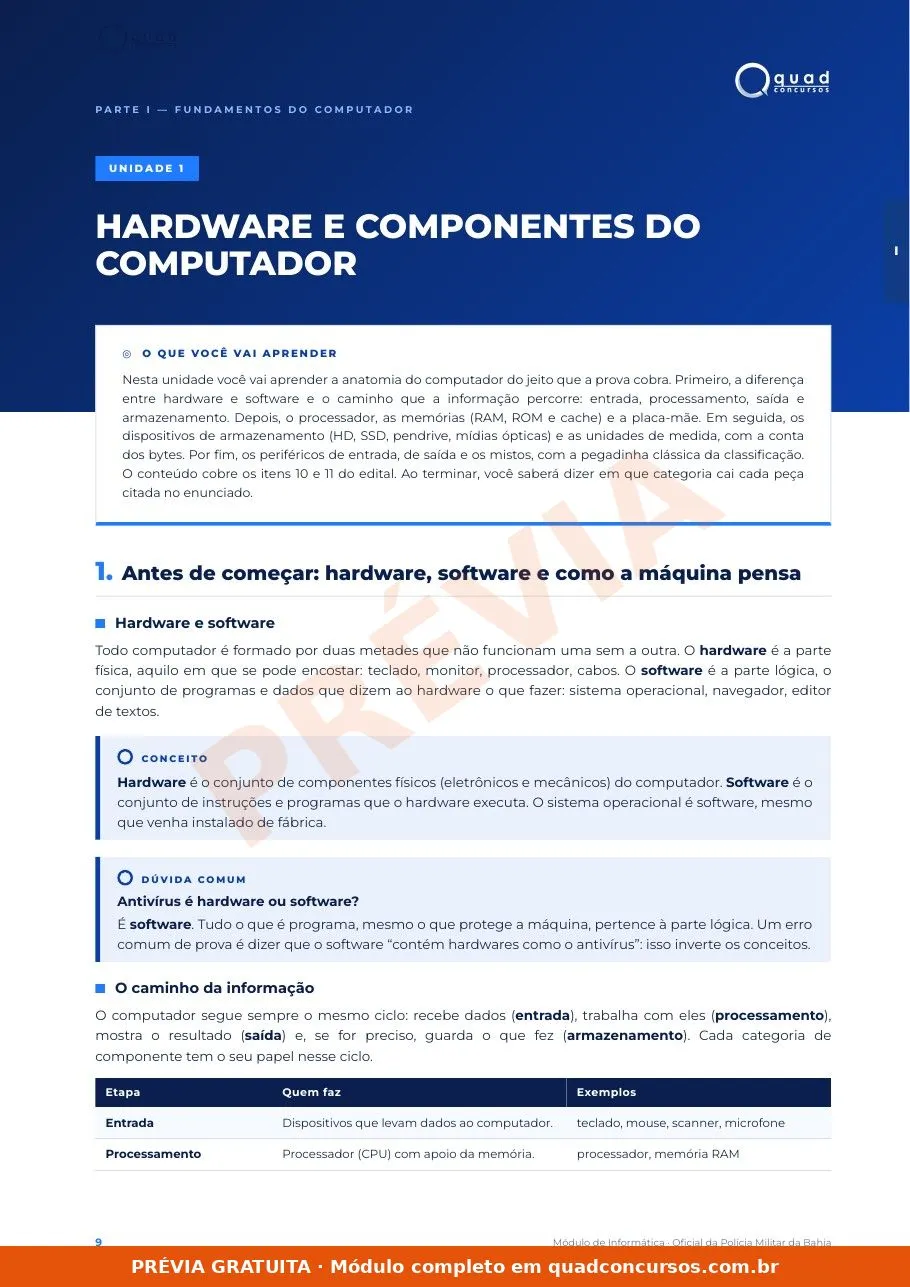 quad
concursos
PARTE I — FUNDAMENTOS DO COMPUTADOR
UNIDADE 1
HARDWARE E COMPONENTES DO
COMPUTADOR
I
O QUE VOCÊ VAI APRENDER
Nesta unidade você vai aprender a anatomia do computador do jeito que a prova cobra. Primeiro, a diferença
entre hardware e software e o caminho que a informação percorre: entrada, processamento, saída e
armazenamento. Depois, o processador, as memórias (RAM, ROM e cache) e a placa-mãe. Em seguida, os
dispositivos de armazenamento (HD, SSD, pendrive, mídias ópticas) e as unidades de medida, com a conta
dos bytes. Por fim, os periféricos de entrada, de saída e os mistos, com a pegadinha clássica da classificação.
O conteúdo cobre os itens 10 e 11 do edital. Ao terminar, você saberá dizer em que categoria cai cada peça
citada no enunciado.
PRÉVIA
1. Antes de começar: hardware, software e como a máquina pensa
Hardware e software
Todo computador é formado por duas metades que não funcionam uma sem a outra. O hardware é a parte
física, aquilo em que se pode encostar: teclado, monitor, processador, cabos. O software é a parte lógica, o
conjunto de programas e dados que dizem ao hardware o que fazer: sistema operacional, navegador, editor
de textos.
CONCEITO
Hardware é o conjunto de componentes físicos (eletrônicos e mecânicos) do computador. Software é o
conjunto de instruções e programas que o hardware executa. O sistema operacional é software, mesmo
que venha instalado de fábrica.
DÚVIDA COMUM
Antivírus é hardware ou software?
É software. Tudo o que é programa, mesmo o que protege a máquina, pertence à parte lógica. Um erro
comum de prova é dizer que o software “contém hardwares como o antivírus”: isso inverte os conceitos.
O caminho da informação
O computador segue sempre o mesmo ciclo: recebe dados (entrada), trabalha com eles (processamento),
mostra o resultado (saída) e, se for preciso, guarda o que fez (armazenamento). Cada categoria de
componente tem o seu papel nesse ciclo.
Etapa Quem faz Exemplos
Entrada Dispositivos que levam dados ao computador. teclado, mouse, scanner, microfone
Processamento Processador (CPU) com apoio da memória. processador, memória RAM
9 Módulo de Informática · Oficial da Polícia Militar da Bahia
PRÉVIA GRATUITA · Módulo completo em quadconcursos.com.br